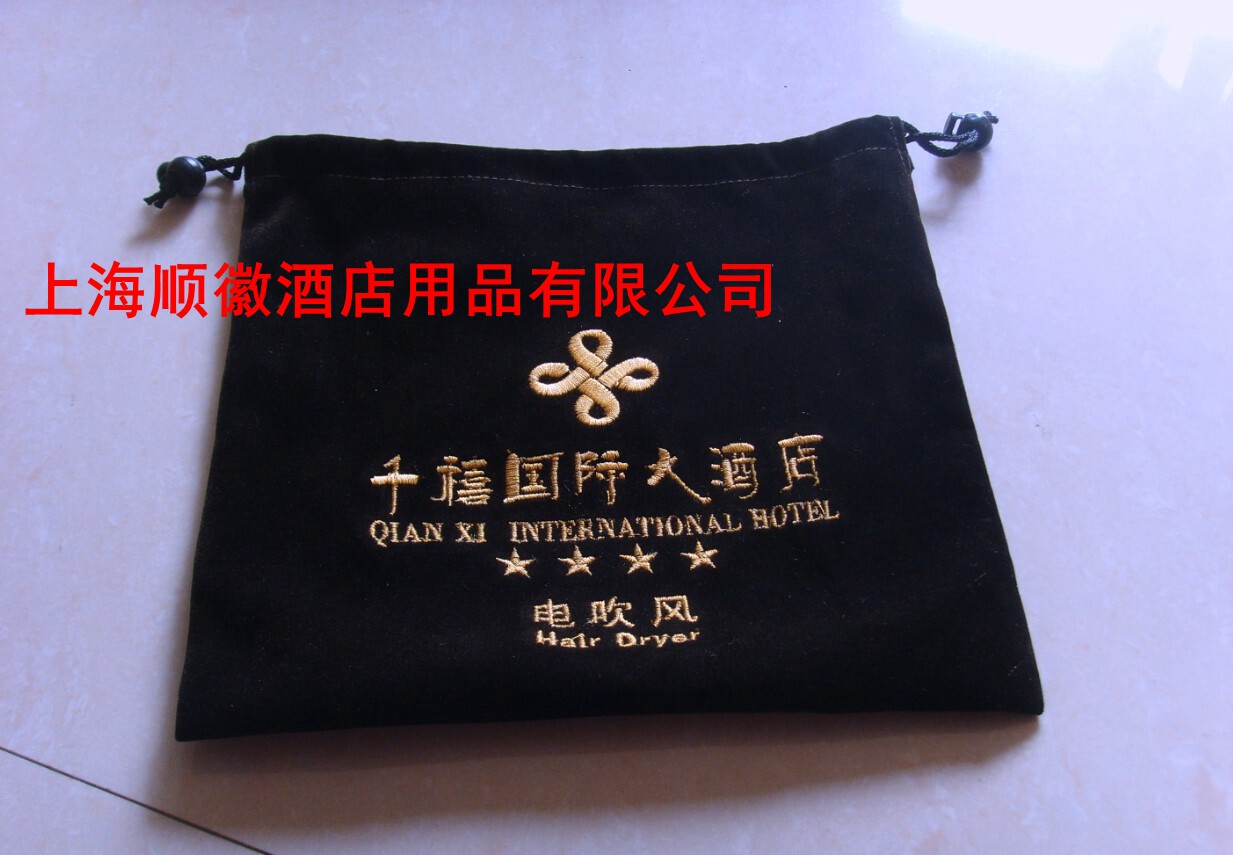 上海顺徽酒店用品有限公司
千禧国际大酒店
QIAN XI INTERNATIONAL HOTEL
电吹风
Hair Dryer